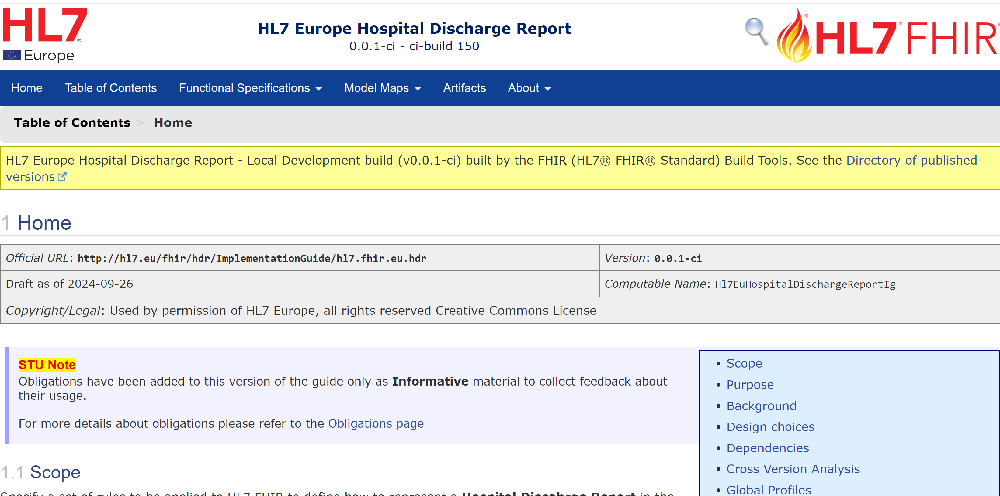 HL7®
Europe
HL7 Europe Hospital Discharge Report
0.0.1-ci - ci-build 150
® HL7® FHIR®
Home Table of Contents Functional Specifications Model Maps Artifacts About
Table of Contents > Home
HL7 Europe Hospital Discharge Report - Local Development build (v0.0.1-ci) built by the FHIR (HL7® FHIR® Standard) Build Tools. See the Directory of published
versions
1 Home
Official URL: http://hl7.eu/fhir/hdr/ImplementationGuide/hl7.fhir.eu.hdr Version: 0.0.1-ci
Draft as of 2024-09-26 Computable Name: Hl7EuHospitalDischargeReportIg
Copyright/Legal: Used by permission of HL7 Europe, all rights reserved Creative Commons License
STU Note
Obligations have been added to this version of the guide only as Informative material to collect feedback about
their usage.
For more details about obligations please refer to the Obligations page
• Scope
• Purpose
• Background
• Design choices
• Dependencies
• Cross Version Analysis
• Global Profiles
1.1 Scope
Specify a set of rules to be applied to HL7 FHIR to define how to represent a Hospital Discahrge Report in the